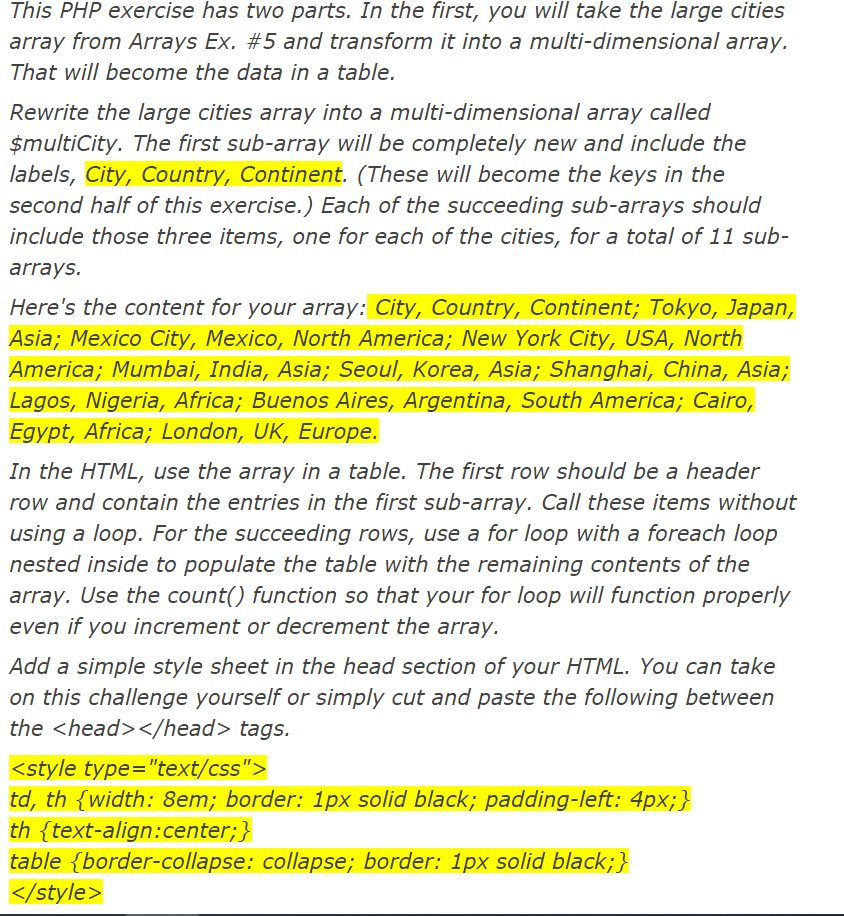 This PHP exercise has two parts. In the first, you will take the large cities
array from Arrays Ex. #5 and transform it into a multi-dimensional array.
That will become the data in a table.
Rewrite the large cities array into a multi-dimensional array called
$multiCity. The first sub-array will be completely new and include the
labels, City, Country, Continent. (These will become the keys in the
second half of this exercise.) Each of the succeeding sub-arrays should
include those three items, one for each of the cities, for a total of 11 sub-
arrays.
Here's the content for your array: City, Country, Continent; Tokyo, Japan,
Asia; Mexico City, Mexico, North America; New York City, USA, North
America; Mumbai, India, Asia; Seoul, Korea, Asia; Shanghai, China, Asia;
Lagos, Nigeria, Africa; Buenos Aires, Argentina, South America; Cairo,
Egypt, Africa; London, UK, Europe.
In the HTML, use the array in a table. The first row should be a header
row and contain the entries in the first sub-array. Call these items without
using a loop. For the succeeding rows, use a for loop with a foreach loop
nested inside to populate the table with the remaining contents of the
array. Use the count() function so that your for loop will function properly
even if you increment or decrement the array.
Add a simple style sheet in the head section of your HTML. You can take
on this challenge yourself or simply cut and paste the following between
the <head></head> tags.
<style type="text/css">
td, th {width: 8em; border: 1px solid black; padding-left: 4px;}
th {text-align:center;}
table {border-collapse: collapse; border: 1px solid black;}
</style>